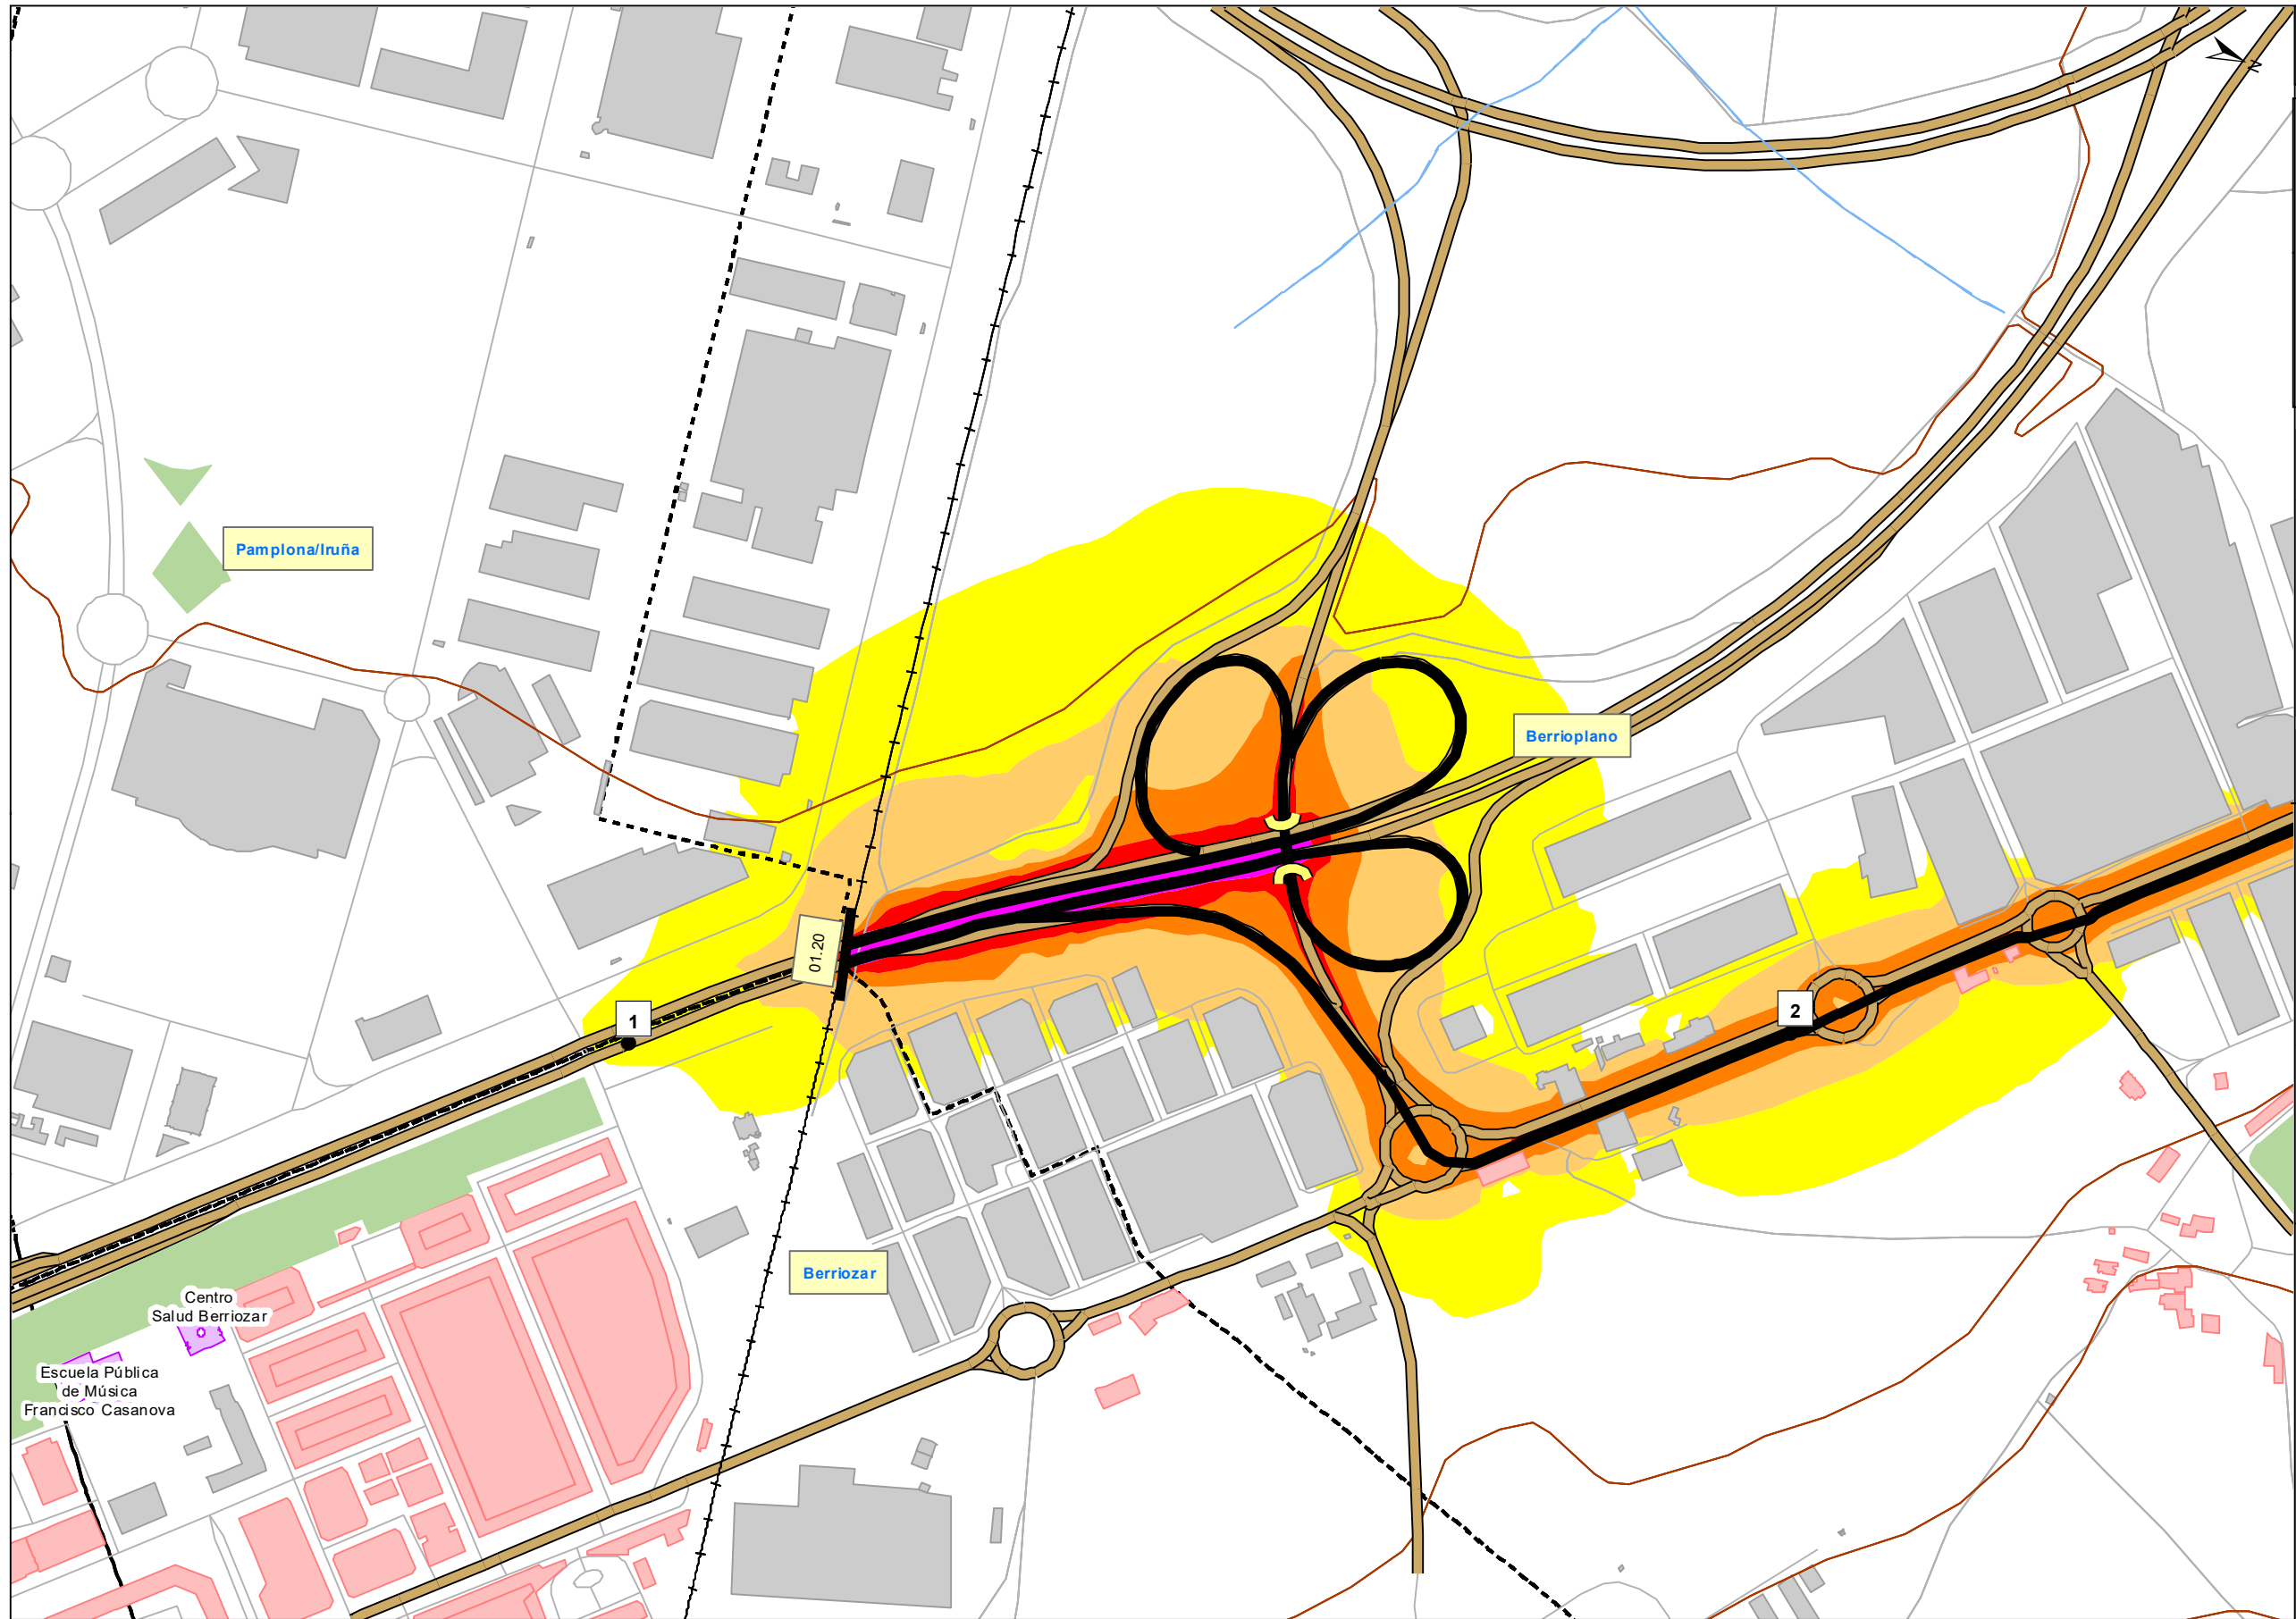 N
Pamplona/Iruña
Berrioplano
01.20
1
2
Berriozar
Centro
Salud Berriozar
Escuela Pública
de Música
Francisco Casanova